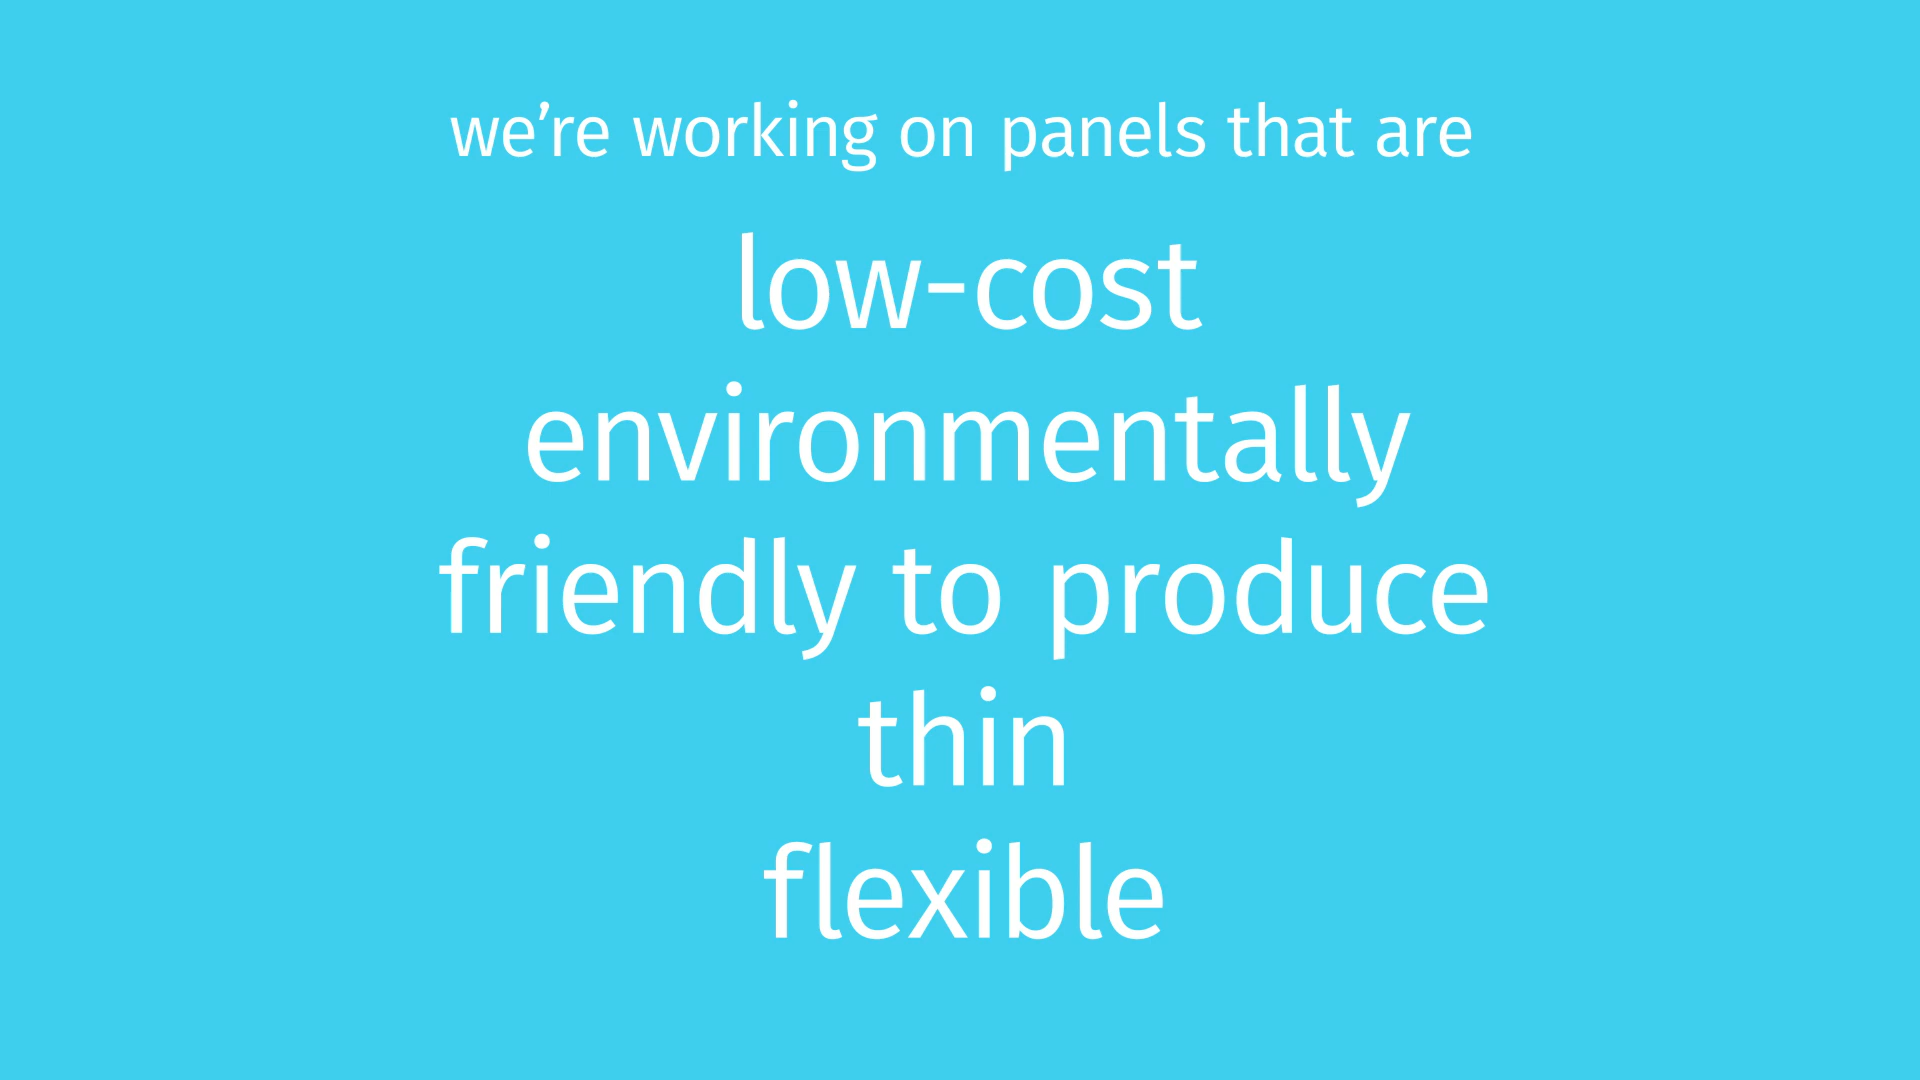 we’re working on panels that are
low-cost
environmentally
friendly to produce
thin
flexible